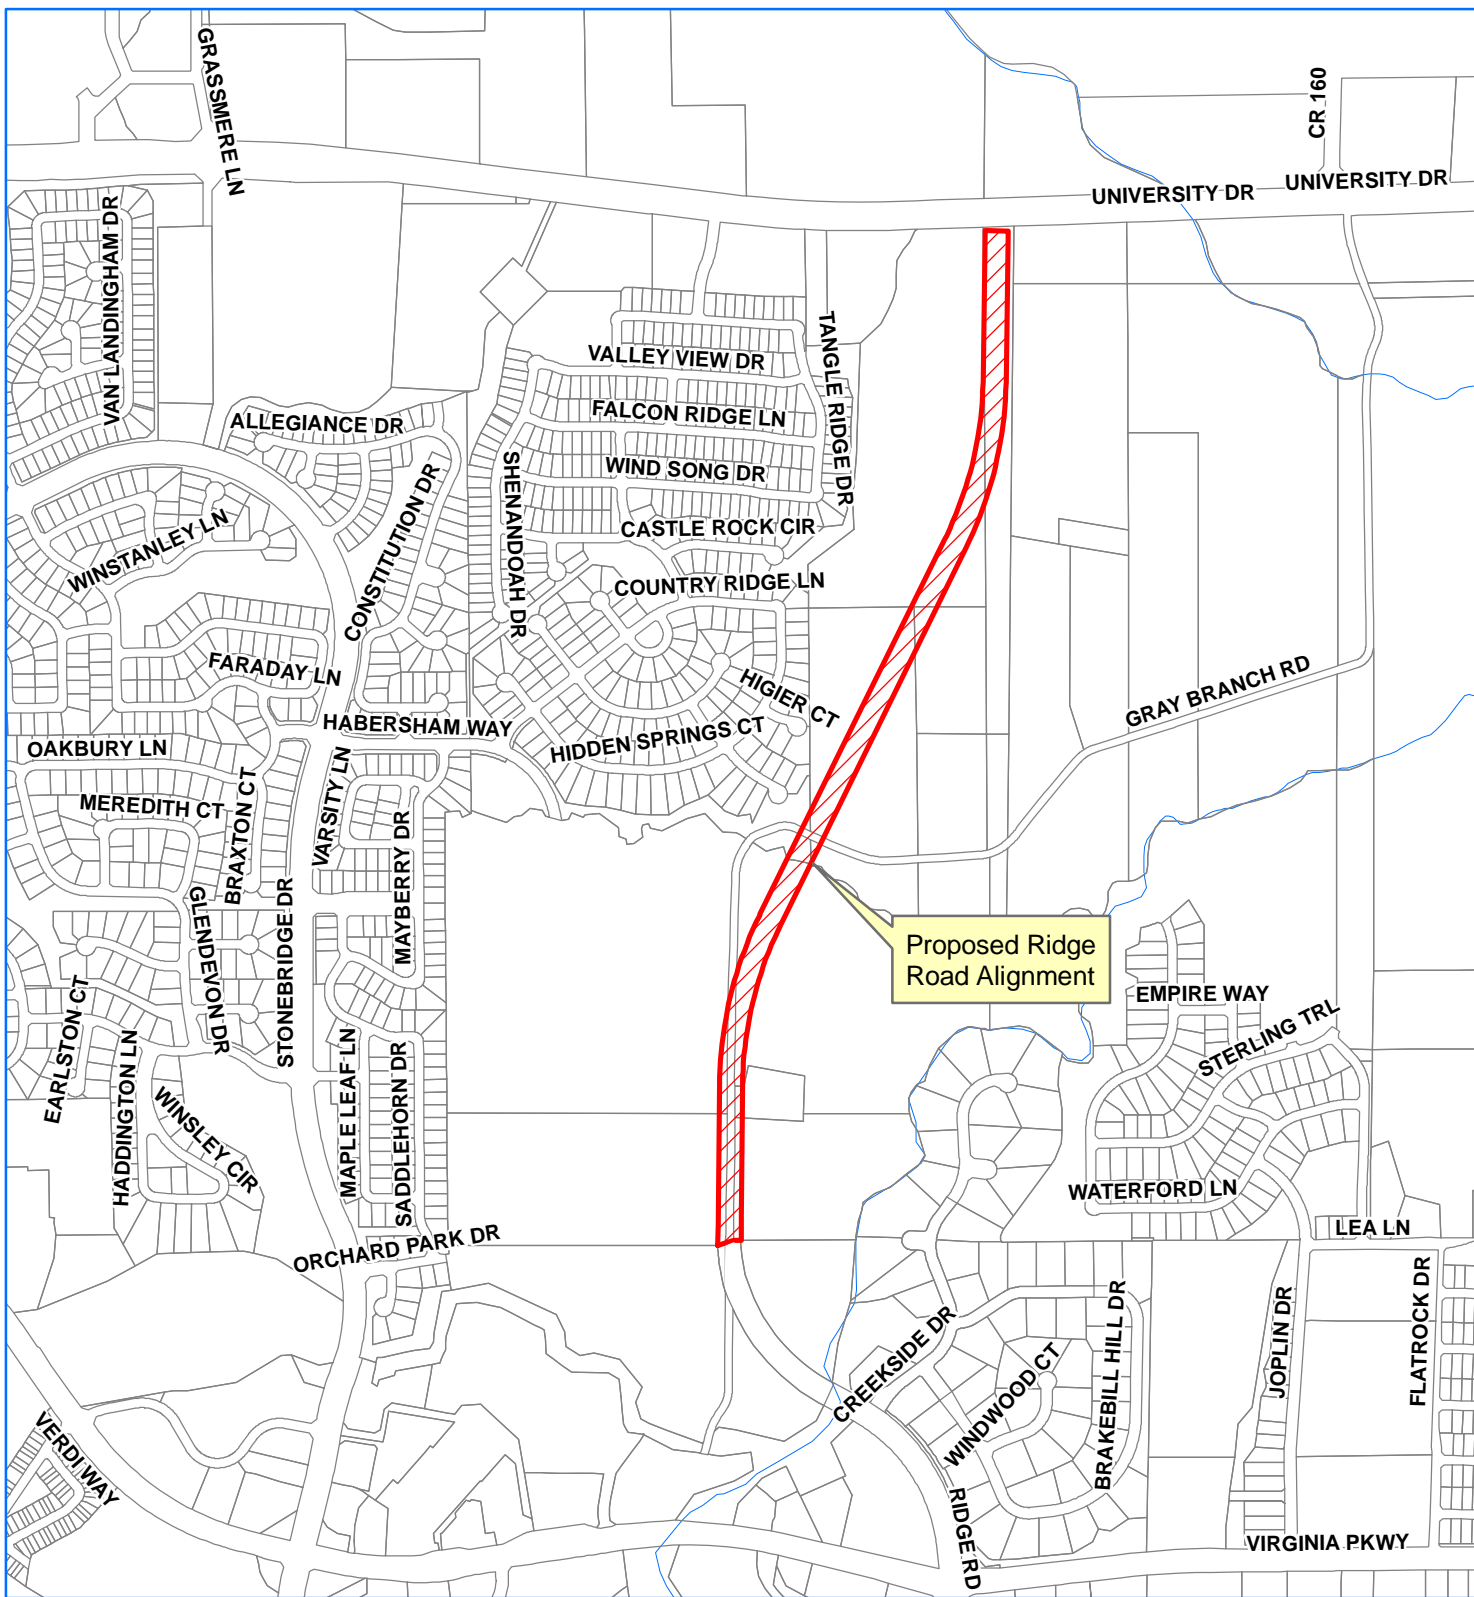 GRASSMERE LN
CR 160
UNIVERSITY DR
UNIVERSITY DR
VAN LANDINGHAM DR
VALLEY VIEW DR
TANGLE RIDGE DR
FALCON RIDGE LN
ALLEGIANCE DR
WIND SONG DR
SHENANDOAH DR
CONSTITUTION DR
CASTLE ROCK CIR
WINSTANLEY LN
COUNTRY RIDGE LN
FARADAY LN
HIGIER CT
GRAY BRANCH RD
HABERSHAM WAY
HIDDEN SPRINGS CT
OAKBURY LN
MEREDITH CT
BRAXTON CT
VARSITY LN
MAYBERRY DR
GLENDEVON DR
STONEBRIDGE DR
Proposed Ridge
Road Alignment
EMPIRE WAY
STERLING TRL
EARLSTON CT
HADDINGTON LN
WINSLEY CIR
MAPLE LEAF LN
SADDLEHORN DR
WATERFORD LN
LEA LN
ORCHARD PARK DR
CREEKSIDE DR
WINDWOOD CT
BRAKEBILL HILL DR
JOPLIN DR
FLATROCK DR
VERDI WAY
RIDGE RD
VIRGINIA PKWY